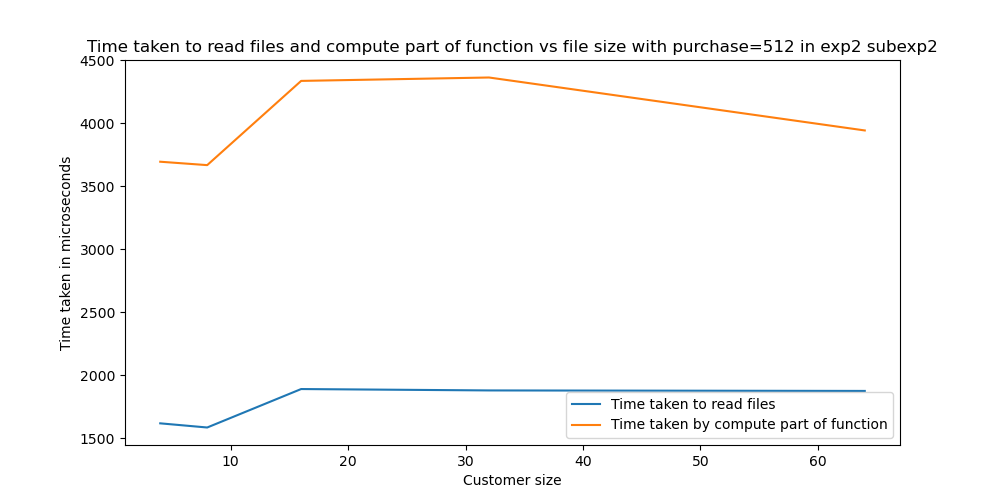 Time taken to read files and compute part of function vs file size with purchase=512 in exp2 subexp2
4500
4000
3500
3000
2500
2000
1500
Time taken in microseconds
Time taken to read files
Time taken by compute part of function
10
20
30
40
50
60
Customer size